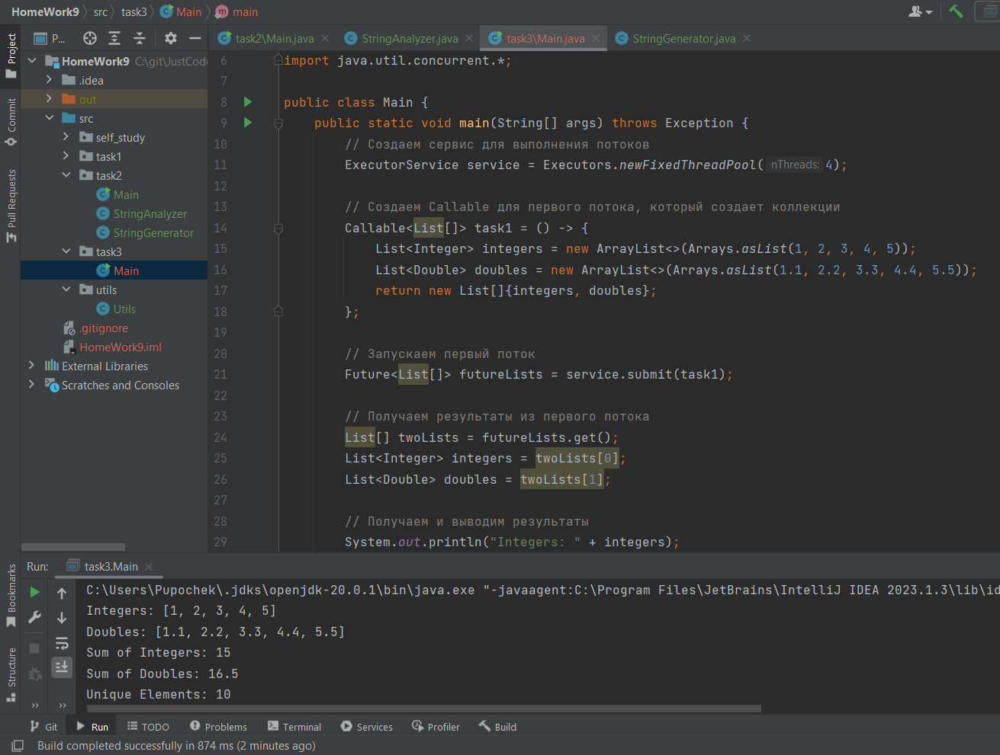 HomeWork9 src task3 Main main
Project
Commit
Pull Requests
Bookmarks
Structure
P...
task2\Main.java
StringAnalyzer.java
task3\Main.java
StringGenerator.java
HomeWork9 C:\git\JustCode
.idea
out
src
self_study
task1
task2
Main
StringAnalyzer
StringGenerator
task3
Main
utils
Utils
.gitignore
HomeWork9.iml
External Libraries
Scratches and Consoles
6 import java.util.concurrent.*;
7
8 public class Main {
9 public static void main(String[] args) throws Exception {
10 // Создаем сервис для выполнения потоков
11 ExecutorService service = Executors.newFixedThreadPool( nThreads: 4);
12
13 // Создаем Callable для первого потока, который создает коллекции
14 Callable<List[]> task1 = () -> {
15 List<Integer> integers = new ArrayList<>(Arrays.asList(1, 2, 3, 4, 5));
16 List<Double> doubles = new ArrayList<>(Arrays.asList(1.1, 2.2, 3.3, 4.4, 5.5));
17 return new List[]{integers, doubles};
18 };
19
20 // Запускаем первый поток
21 Future<List[]> futureLists = service.submit(task1);
22
23 // Получаем результаты из первого потока
24 List[] twoLists = futureLists.get();
25 List<Integer> integers = twoLists[0];
26 List<Double> doubles = twoLists[1];
27
28 // Получаем и выводим результаты
29 System.out.println("Integers: " + integers);
Run: task3.Main
C:\Users\Pupochek\.jdks\openjdk-20.0.1\bin\java.exe "-javaagent:C:\Program Files\JetBrains\IntelliJ IDEA 2023.1.3\lib\id
Integers: [1, 2, 3, 4, 5]
Doubles: [1.1, 2.2, 3.3, 4.4, 5.5]
Sum of Integers: 15
Sum of Doubles: 16.5
Unique Elements: 10
Git Run TODO Problems Terminal Services Profiler Build
Build completed successfully in 874 ms (2 minutes ago)